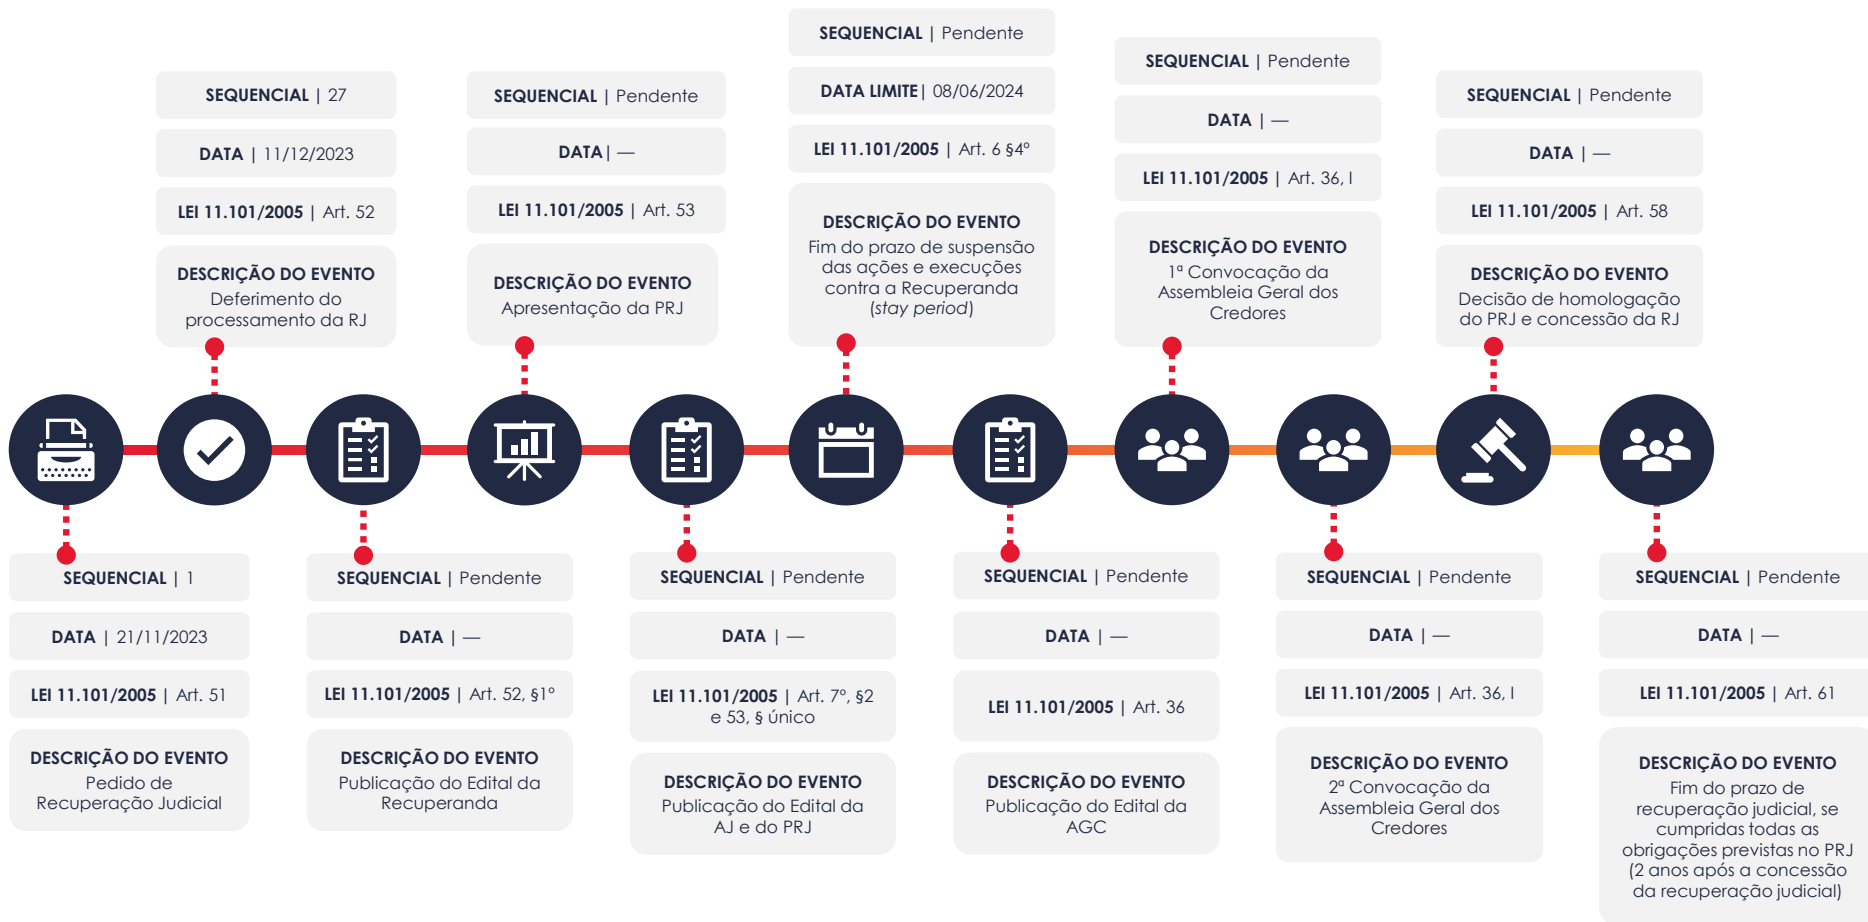 SEQUENCIAL | 1
DATA | 21/11/2023
LEI 11.101/2005 | Art. 51
DESCRIÇÃO DO EVENTO
Pedido de
Recuperação Judicial
SEQUENCIAL | 27
DATA | 11/12/2023
LEI 11.101/2005 | Art. 52
DESCRIÇÃO DO EVENTO
Deferimento do
processamento da RJ
SEQUENCIAL | Pendente
DATA | —
LEI 11.101/2005 | Art. 52, §1º
DESCRIÇÃO DO EVENTO
Publicação do Edital da
Recuperanda
SEQUENCIAL | Pendente
DATA| —
LEI 11.101/2005 | Art. 53
DESCRIÇÃO DO EVENTO
Apresentação da PRJ
SEQUENCIAL | Pendente
DATA | —
LEI 11.101/2005 | Art. 7º, §2
e 53, § único
DESCRIÇÃO DO EVENTO
Publicação do Edital da
AJ e do PRJ
SEQUENCIAL | Pendente
DATA LIMITE| 08/06/2024
LEI 11.101/2005 | Art. 6 §4º
DESCRIÇÃO DO EVENTO
Fim do prazo de suspensão
das ações e execuções
contra a Recuperanda
(stay period)
SEQUENCIAL | Pendente
DATA | —
LEI 11.101/2005 | Art. 36
DESCRIÇÃO DO EVENTO
Publicação do Edital da
AGC
SEQUENCIAL | Pendente
DATA | —
LEI 11.101/2005 | Art. 36, I
DESCRIÇÃO DO EVENTO
1ª Convocação da
Assembleia Geral dos
Credores
SEQUENCIAL | Pendente
DATA | —
LEI 11.101/2005 | Art. 36, I
DESCRIÇÃO DO EVENTO
2ª Convocação da
Assembleia Geral dos
Credores
SEQUENCIAL | Pendente
DATA | —
LEI 11.101/2005 | Art. 58
DESCRIÇÃO DO EVENTO
Decisão de homologação
do PRJ e concessão da RJ
SEQUENCIAL | Pendente
DATA | —
LEI 11.101/2005 | Art. 61
DESCRIÇÃO DO EVENTO
Fim do prazo de
recuperação judicial, se
cumpridas todas as
obrigações previstas no PRJ
(2 anos após a concessão
da recuperação judicial)